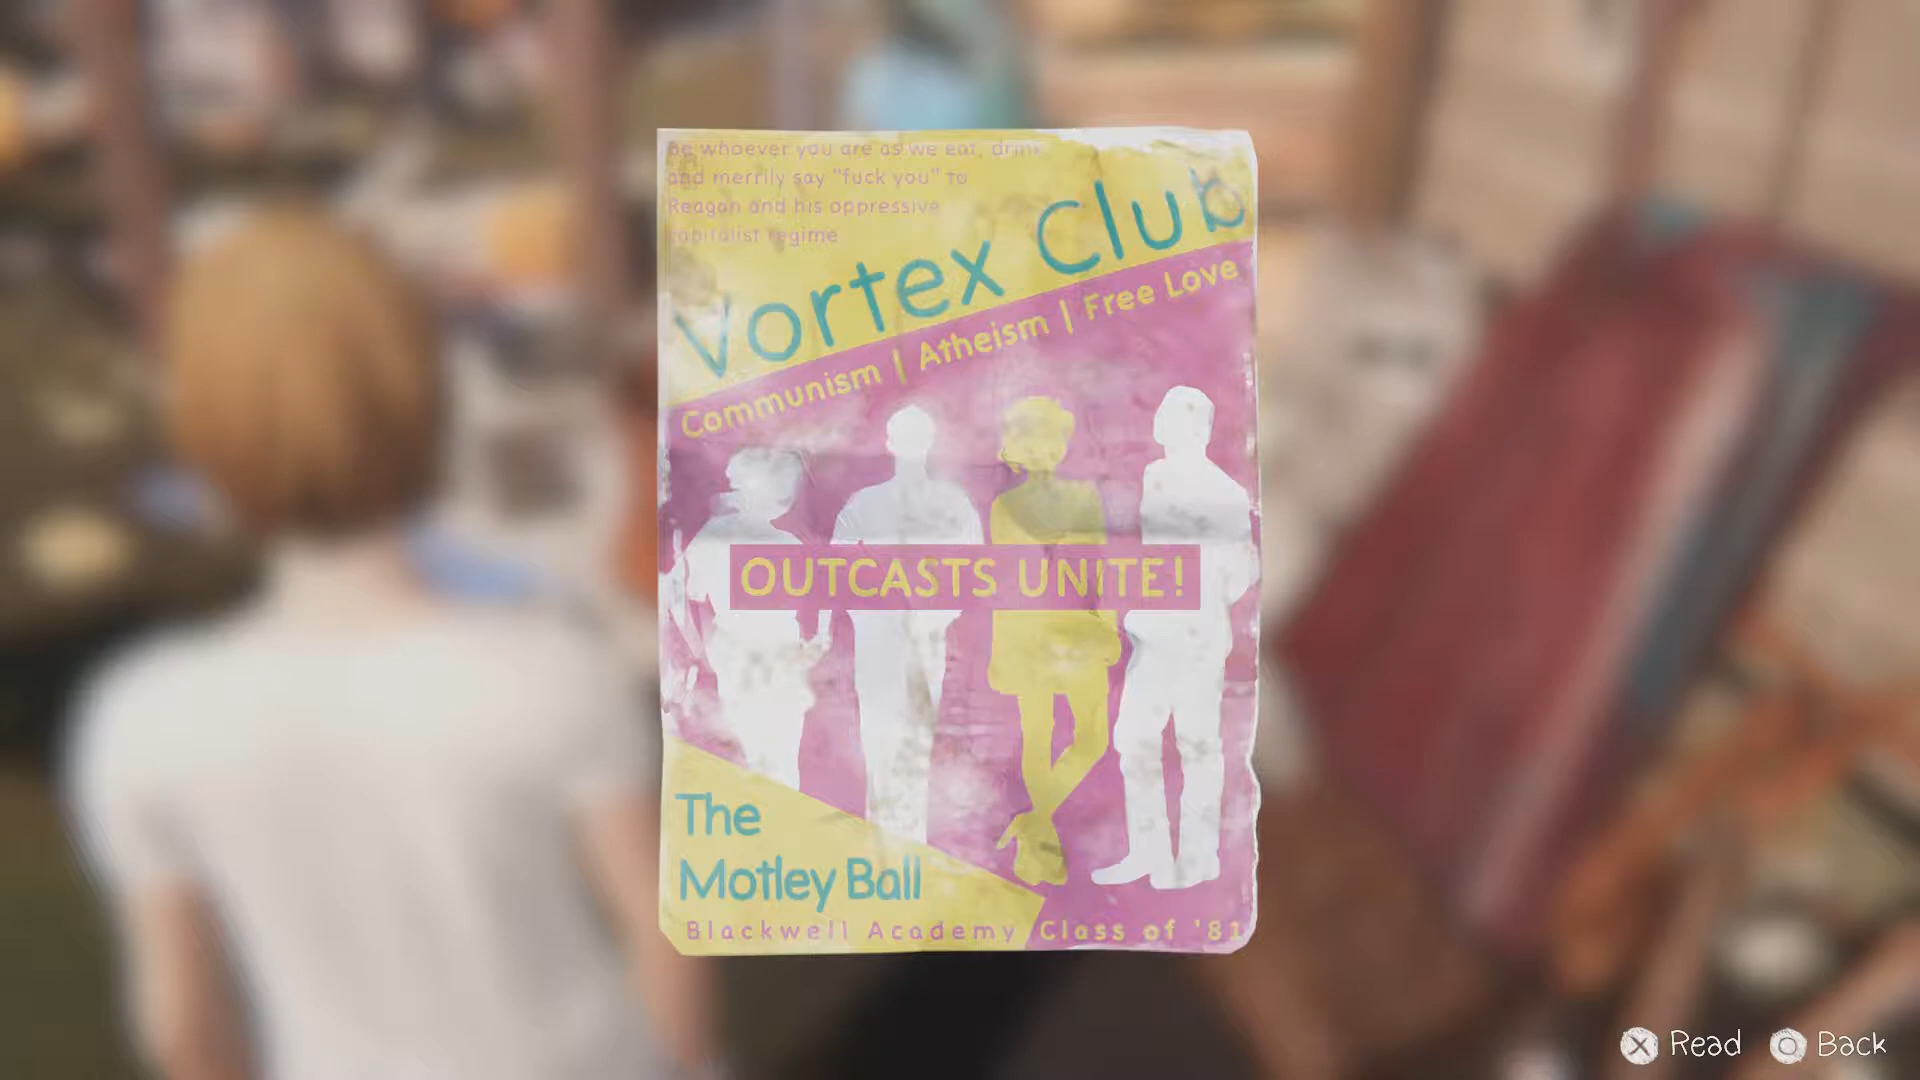 Be whoever you are as we eat, drink
and merrily say "fuck you" to
Reagan and his oppressive
capitalist regime
Vortex Club
Communism | Atheism | Free Love
OUTCASTS UNITE!
The
Motley Ball
Blackwell Academy Class of '81
Read
Back